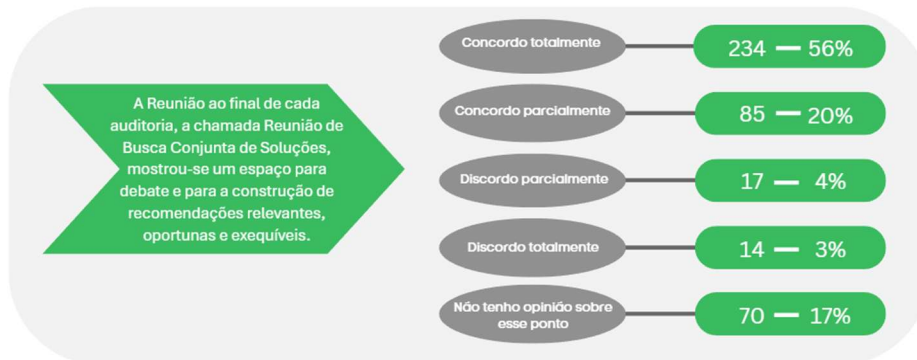 A Reunião ao final de cada
auditoria, a chamada Reunião de
Busca Conjunta de Soluções,
mostrou-se um espaço para
debate e para a construção de
recomendações relevantes,
oportunas e exequíveis.
Concordo totalmente
234 — 56%
Concordo parcialmente
85 — 20%
Discordo parcialmente
17 — 4%
Discordo totalmente
14 — 3%
Não tenho opinião sobre
esse ponto
70 — 17%